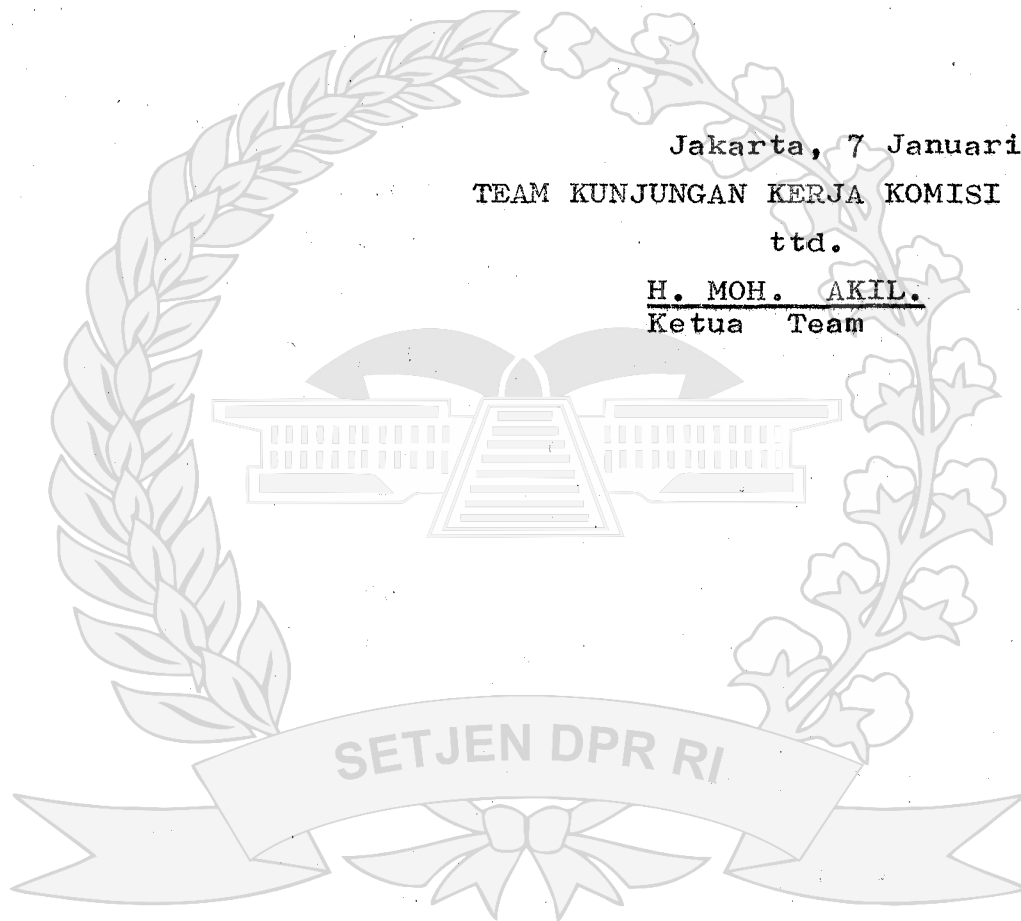 Jakarta, 7 Januari
TEAM KUNJUNGAN KERJA KOMISI
ttd.
H. MOH. AKIL.
Ketua Team
SETJEN DPR RI